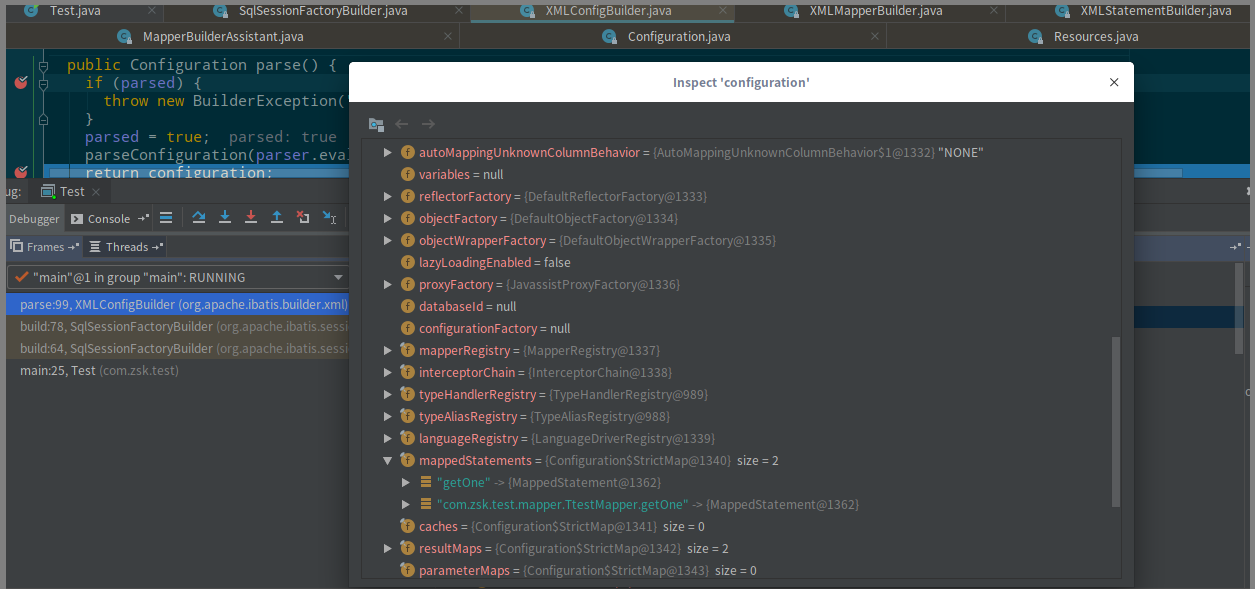 Test.java
SqlSessionFactoryBuilder.java
XMLConfigBuilder.java
XMLMapperBuilder.java
XMLStatementBuilder.java
MapperBuilderAssistant.java
Configuration.java
Resources.java
public Configuration parse() {
if (parsed) {
throw new BuilderException(
}
parsed = true; parsed: true
parseConfiguration(parser.eval
return configuration;
ug: Test
Debugger Console
Frames Threads
"main"@1 in group "main": RUNNING
parse:99, XMLConfigBuilder (org.apache.ibatis.builder.xml)
build:78, SqlSessionFactoryBuilder (org.apache.ibatis.sessi
build:64, SqlSessionFactoryBuilder (org.apache.ibatis.sessi
main:25, Test (com.zsk.test)
Inspect 'configuration'
autoMappingUnknownColumnBehavior = {AutoMappingUnknownColumnBehavior$1@1332} "NONE"
variables = null
reflectorFactory = {DefaultReflectorFactory@1333}
objectFactory = {DefaultObjectFactory@1334}
objectWrapperFactory = {DefaultObjectWrapperFactory@1335}
lazyLoadingEnabled = false
proxyFactory = {JavassistProxyFactory@1336}
databaseId = null
configurationFactory = null
mapperRegistry = {MapperRegistry@1337}
interceptorChain = {InterceptorChain@1338}
typeHandlerRegistry = {TypeHandlerRegistry@989}
typeAliasRegistry = {TypeAliasRegistry@988}
languageRegistry = {LanguageDriverRegistry@1339}
mappedStatements = {Configuration$StrictMap@1340} size = 2
"getOne" -> {MappedStatement@1362}
"com.zsk.test.mapper.TtestMapper.getOne" -> {MappedStatement@1362}
caches = {Configuration$StrictMap@1341} size = 0
resultMaps = {Configuration$StrictMap@1342} size = 2
parameterMaps = {Configuration$StrictMap@1343} size = 0